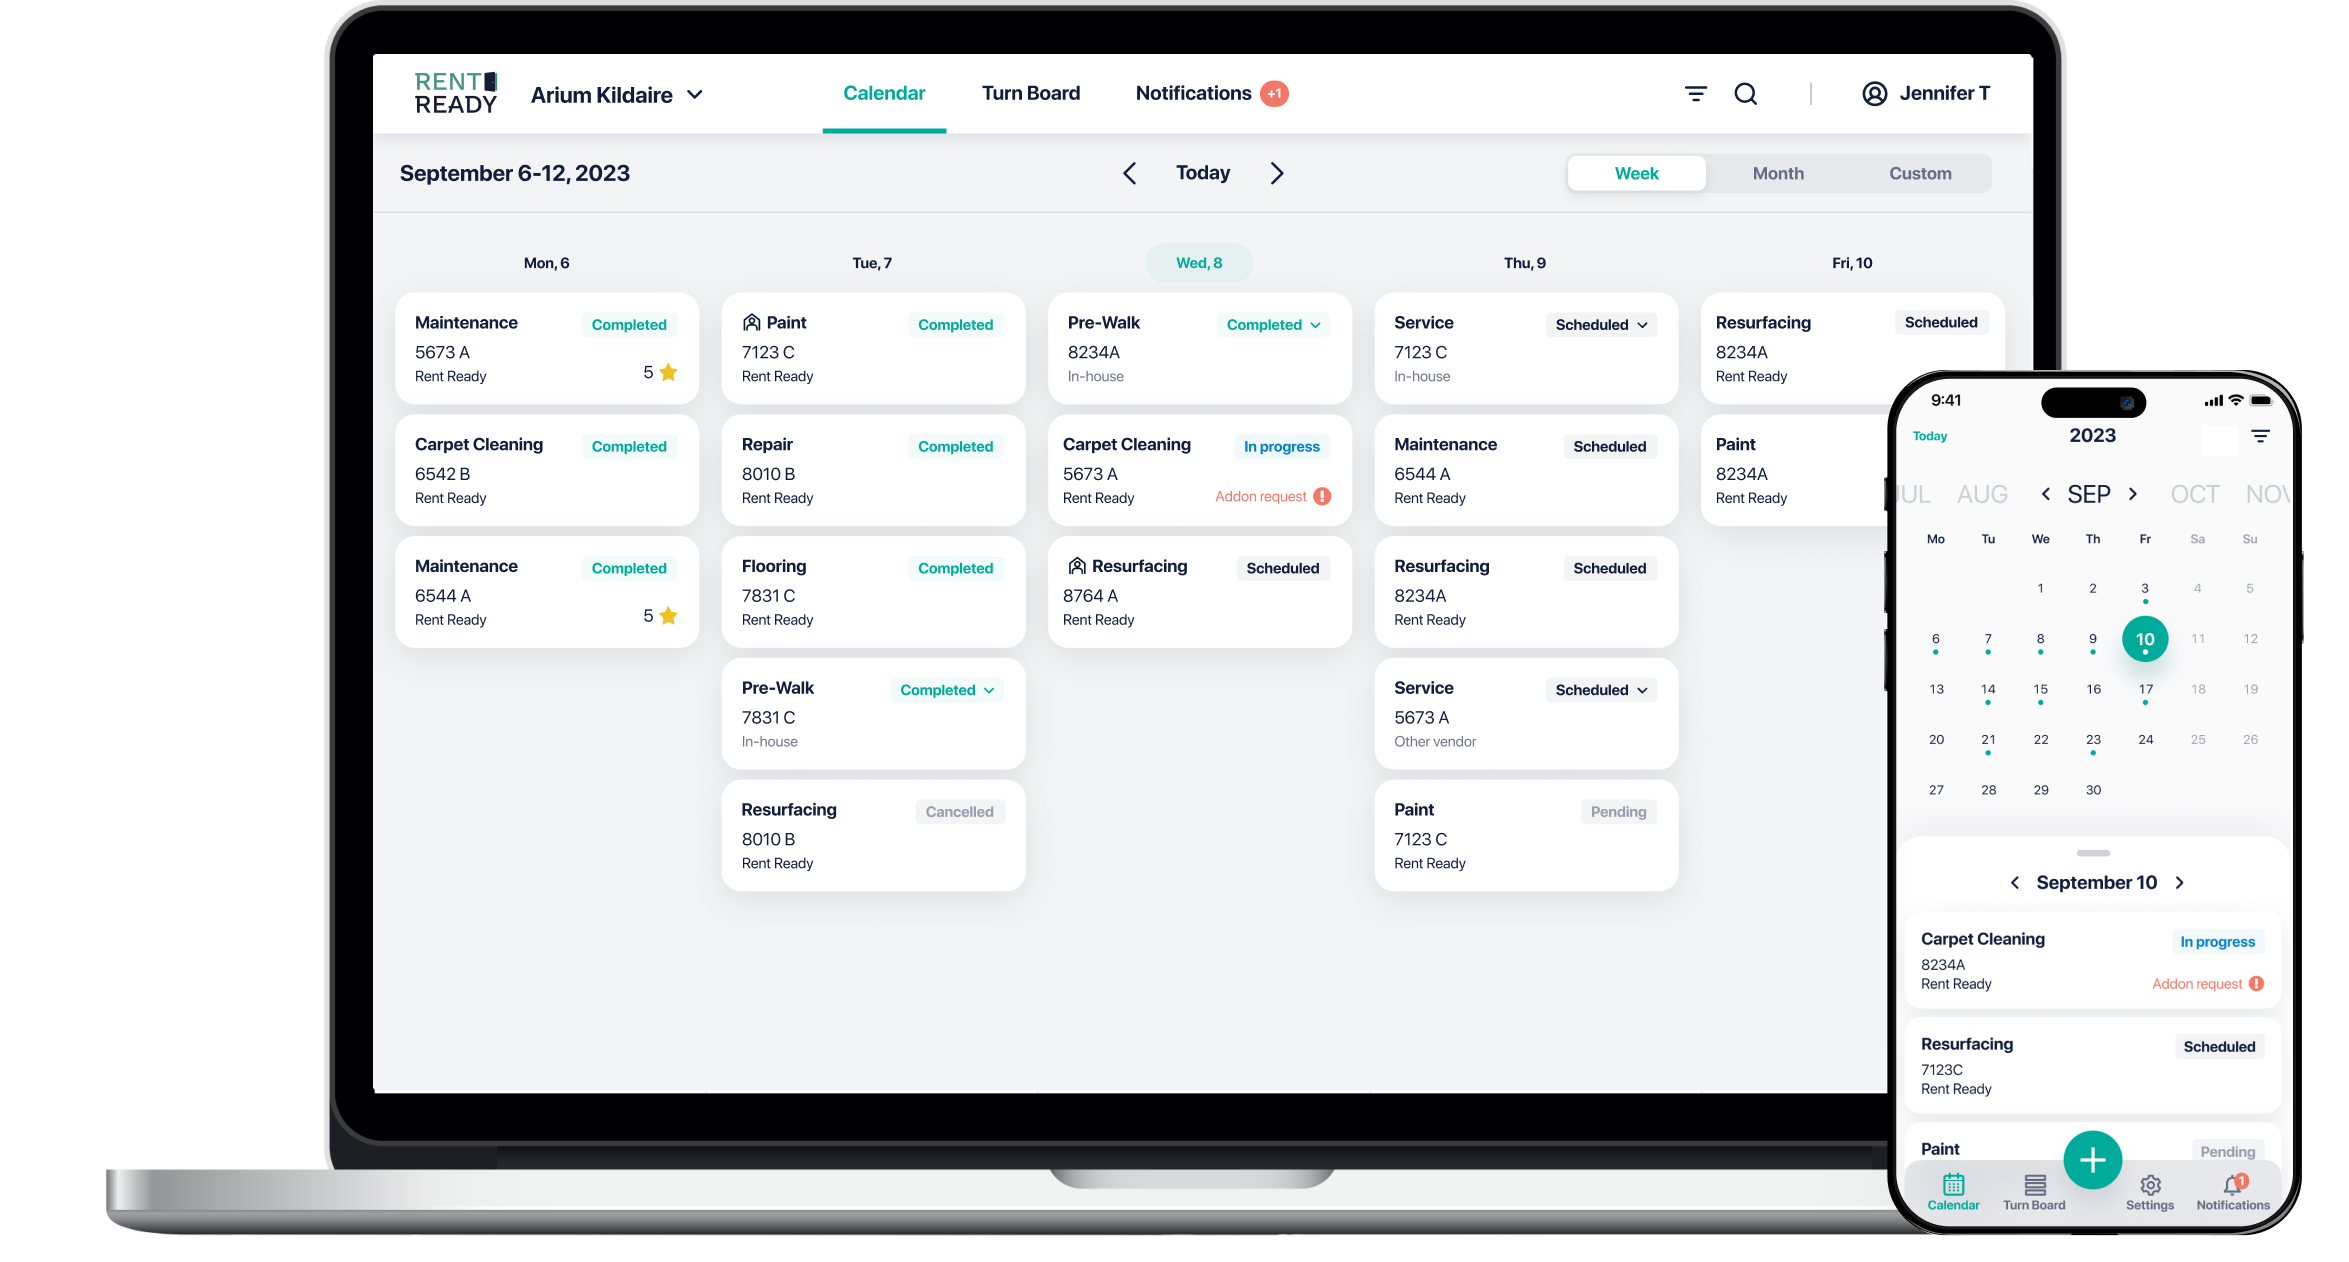 RENT
READY
Arium Kildaire
Calendar
Turn Board
Notifications +1
Jennifer T
September 6-12, 2023
Today
Week
Month
Custom
Mon, 6
Tue, 7
Wed, 8
Thu, 9
Fri, 10
Maintenance
Completed
5673 A
Rent Ready
5
Carpet Cleaning
Completed
6542 B
Rent Ready
Maintenance
Completed
6544 A
Rent Ready
5
Paint
Completed
7123 C
Rent Ready
Repair
Completed
8010 B
Rent Ready
Flooring
Completed
7831 C
Rent Ready
Pre-Walk
Completed
7831 C
In-house
Resurfacing
Cancelled
8010 B
Rent Ready
Pre-Walk
Completed
8234A
In-house
Carpet Cleaning
In progress
5673 A
Rent Ready
Addon request
Resurfacing
Scheduled
8764 A
Rent Ready
Service
Scheduled
7123 C
In-house
Maintenance
Scheduled
6544 A
Rent Ready
Resurfacing
Scheduled
8234A
Rent Ready
Service
Scheduled
5673 A
Other vendor
Paint
Pending
7123 C
Rent Ready
Resurfacing
Scheduled
8234A
Rent Ready
Paint
8234A
Rent Ready
9:41
Today
2023
JUL AUG SEP OCT NOV
Mo Tu We Th Fr Sa Su
1 2 3 4 5
6 7 8 9 10 11 12
13 14 15 16 17 18 19
20 21 22 23 24 25 26
27 28 29 30
September 10
Carpet Cleaning
In progress
8234A
Rent Ready
Addon request
Resurfacing
Scheduled
7123C
Rent Ready
Paint
Pending
1
Calendar
Turn Board
Settings
Notifications